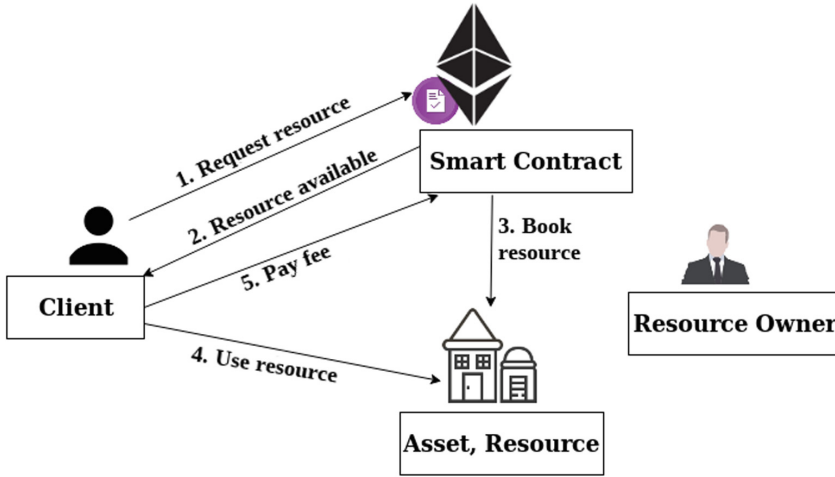 1. Request resource
Smart Contract
2. Resource available
3. Book
resource
5. Pay fee
Client
Resource Owner
4. Use resource
Asset, Resource